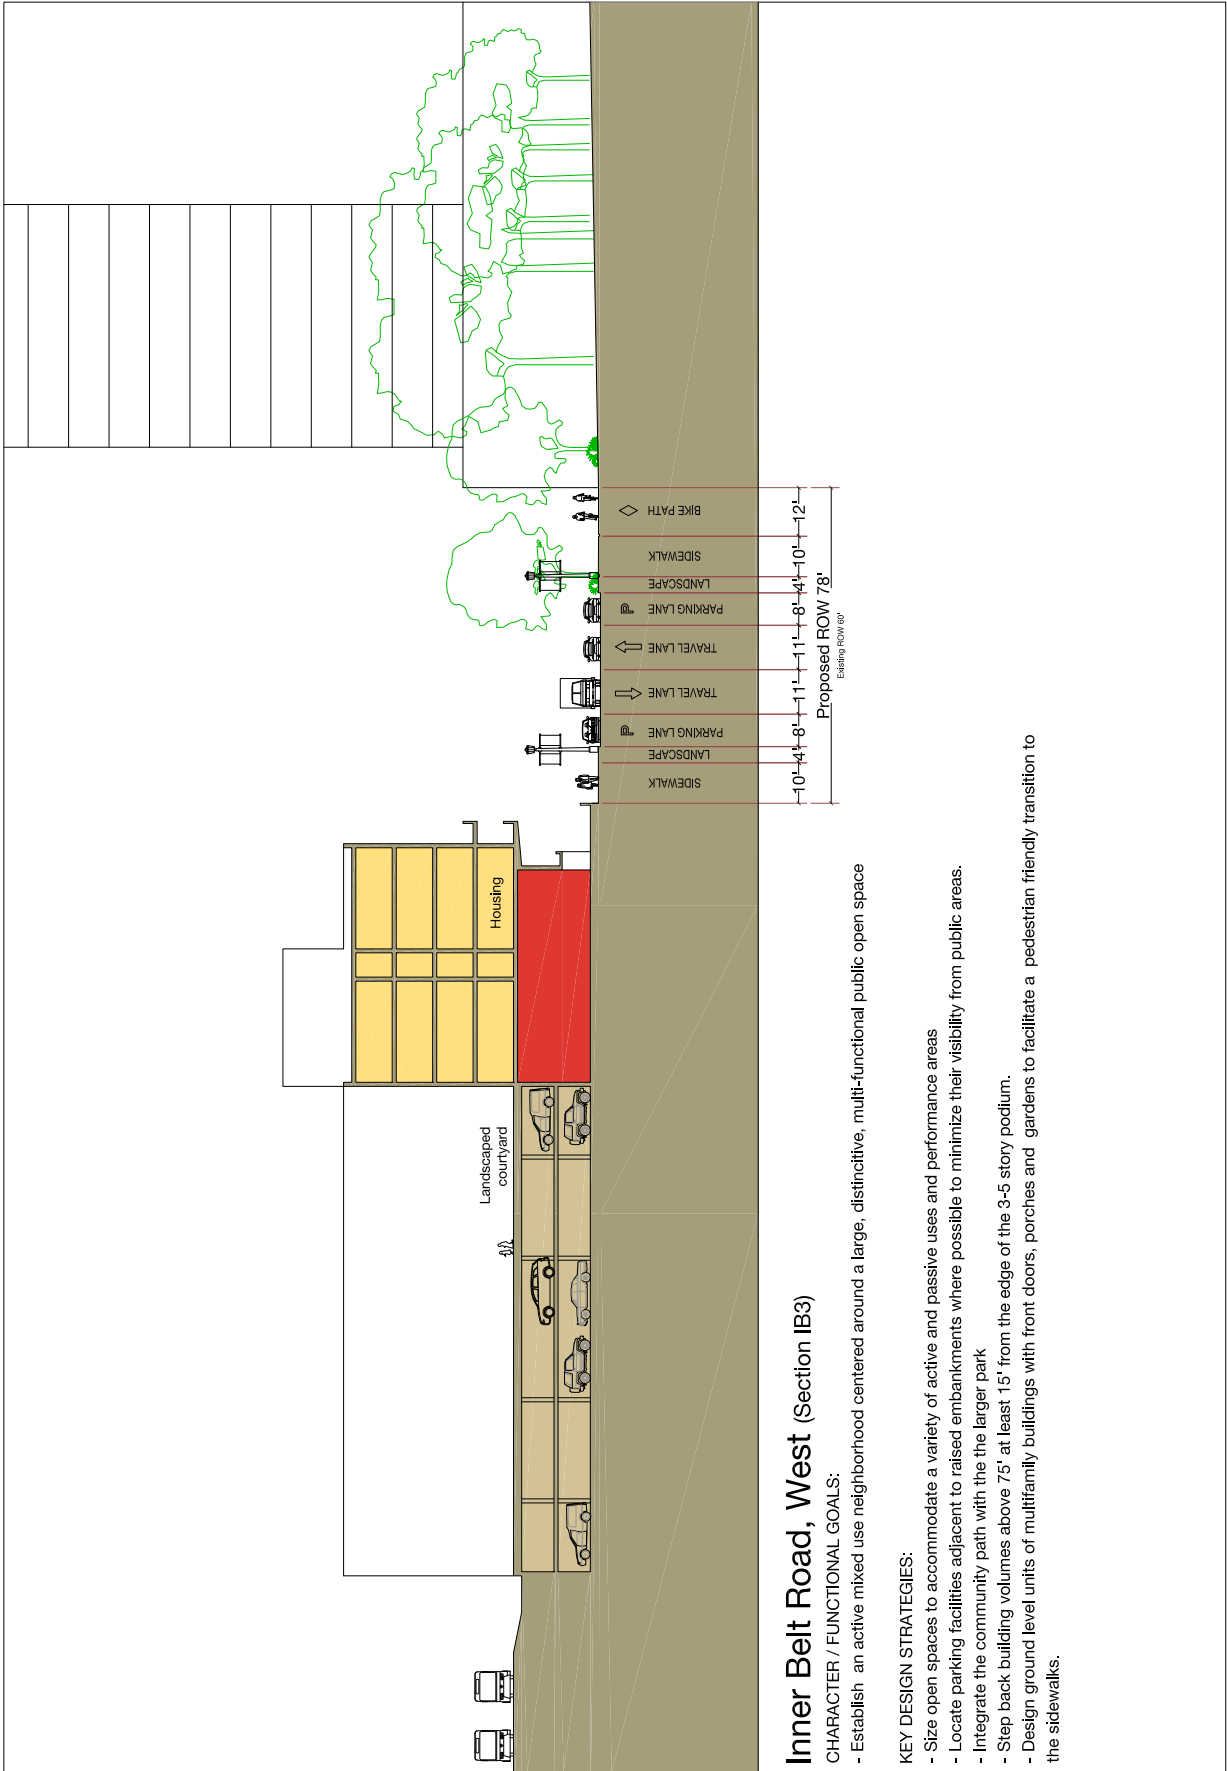 Housing
Landscaped
courtyard
SIDEWALK
LANDSCAPE
PARKING LANE
P
TRAVEL LANE
TRAVEL LANE
PARKING LANE
P
LANDSCAPE
SIDEWALK
BIKE PATH
10' 4' 8' 11' 11' 8' 4' 10' 12'
Proposed ROW 78'
Existing ROW 60'
Inner Belt Road, West (Section IB3)
CHARACTER / FUNCTIONAL GOALS:
- Establish an active mixed use neighborhood centered around a large, distincitive, multi-functional public open space
KEY DESIGN STRATEGIES:
- Size open spaces to accommodate a variety of active and passive uses and performance areas
- Locate parking facilities adjacent to raised embankments where possible to minimize their visibility from public areas.
- Integrate the community path with the the larger park
- Step back building volumes above 75' at least 15' from the edge of the 3-5 story podium.
- Design ground level units of multifamily buildings with front doors, porches and gardens to facilitate a pedestrian friendly transition to
the sidewalks.